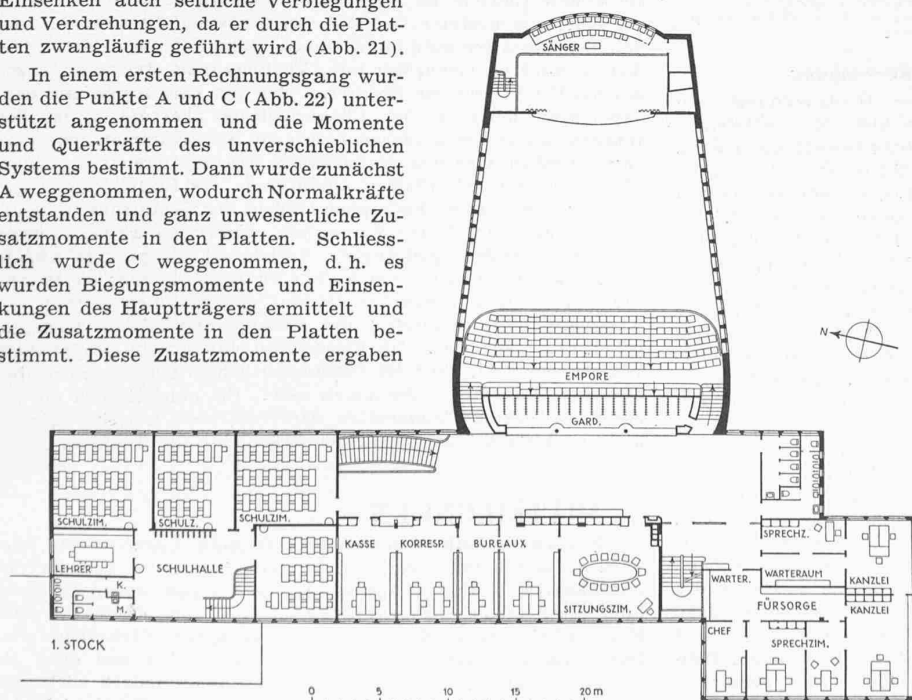 Einsenken auch seitliche Verbiegungen
und Verdrehungen, da er durch die Plat-
ten zwangläufig geführt wird (Abb. 21).
In einem ersten Rechnungsgang wur-
den die Punkte A und C (Abb. 22) unter-
stützt angenommen und die Momente
und Querkräfte des unverschieblichen
Systems bestimmt. Dann wurde zunächst
A weggenommen, wodurch Normalkräfte
entstanden und ganz unwesentliche Zu-
satzmomente in den Platten. Schliess-
lich wurde C weggenommen, d. h. es
wurden Biegungsmomente und Einsen-
kungen des Hauptträgers ermittelt und
die Zusatzmomente in den Platten be-
stimmt. Diese Zusatzmomente ergaben
SÄNGER
N
EMPORE
GARD.
SCHULZIM.
SCHULZ.
SCHULZIM.
LEHRER
SCHULHALLE
K.
M.
KASSE
KORRESP.
BUREAUX
SITZUNGSZIM.
SPRECHZ.
WARTER.
WARTERAUM
KANZLEI
FÜRSORGE
KANZLEI
CHEF
SPRECHZIM.
1. STOCK
0 5 10 15 20 m